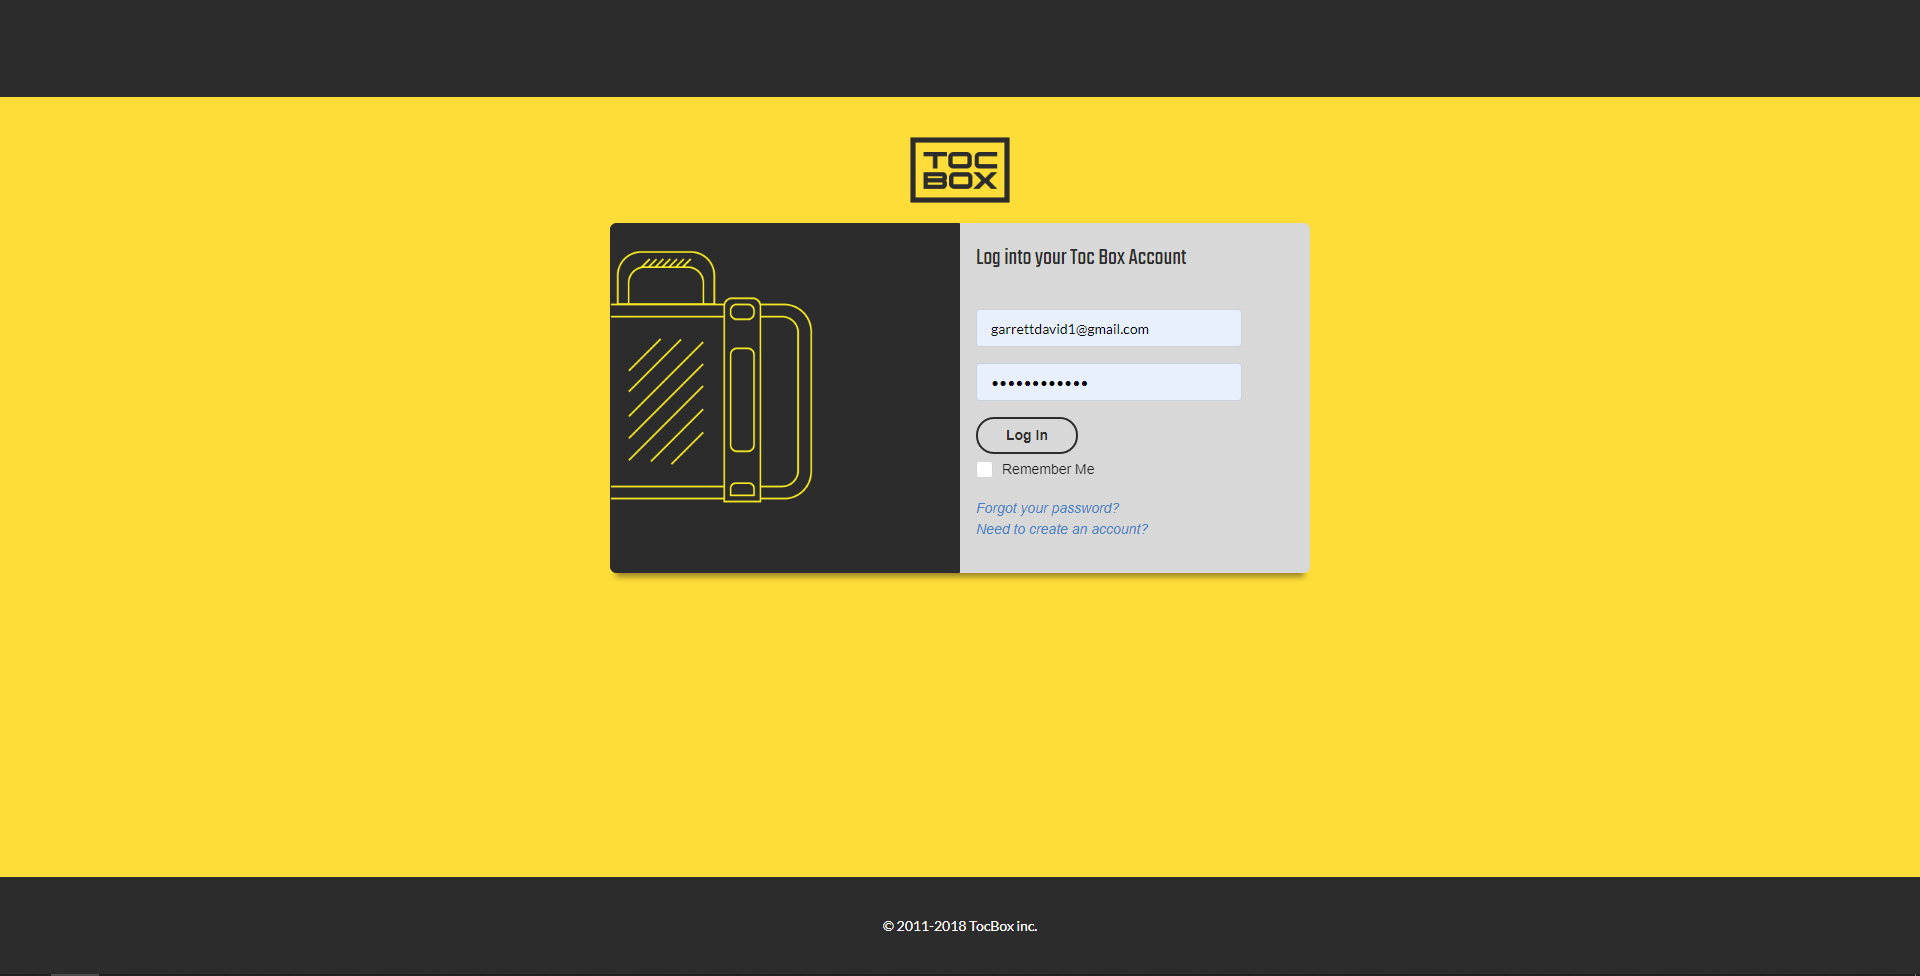 TOC
BOX
Log into your Toc Box Account
garrettdavid1@gmail.com
••••••••••••
Log In
Remember Me
Forgot your password?
Need to create an account?
© 2011-2018 TocBox inc.